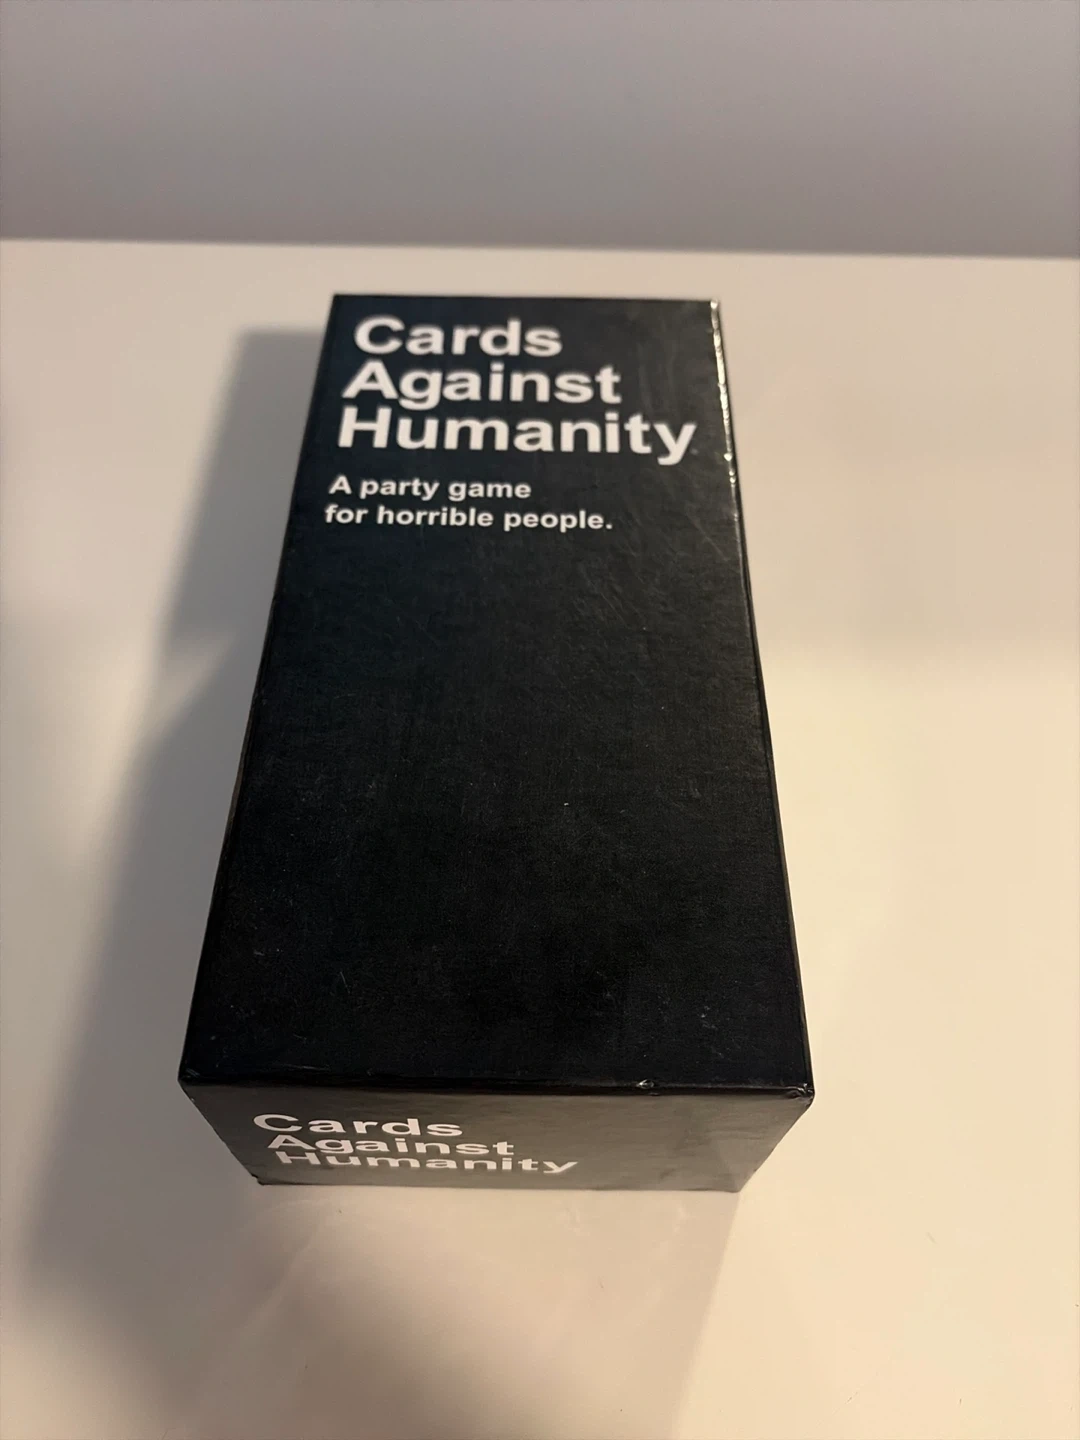 Cards
Against
Humanity
A party game
for horrible people.
Cards
Against
Humanity